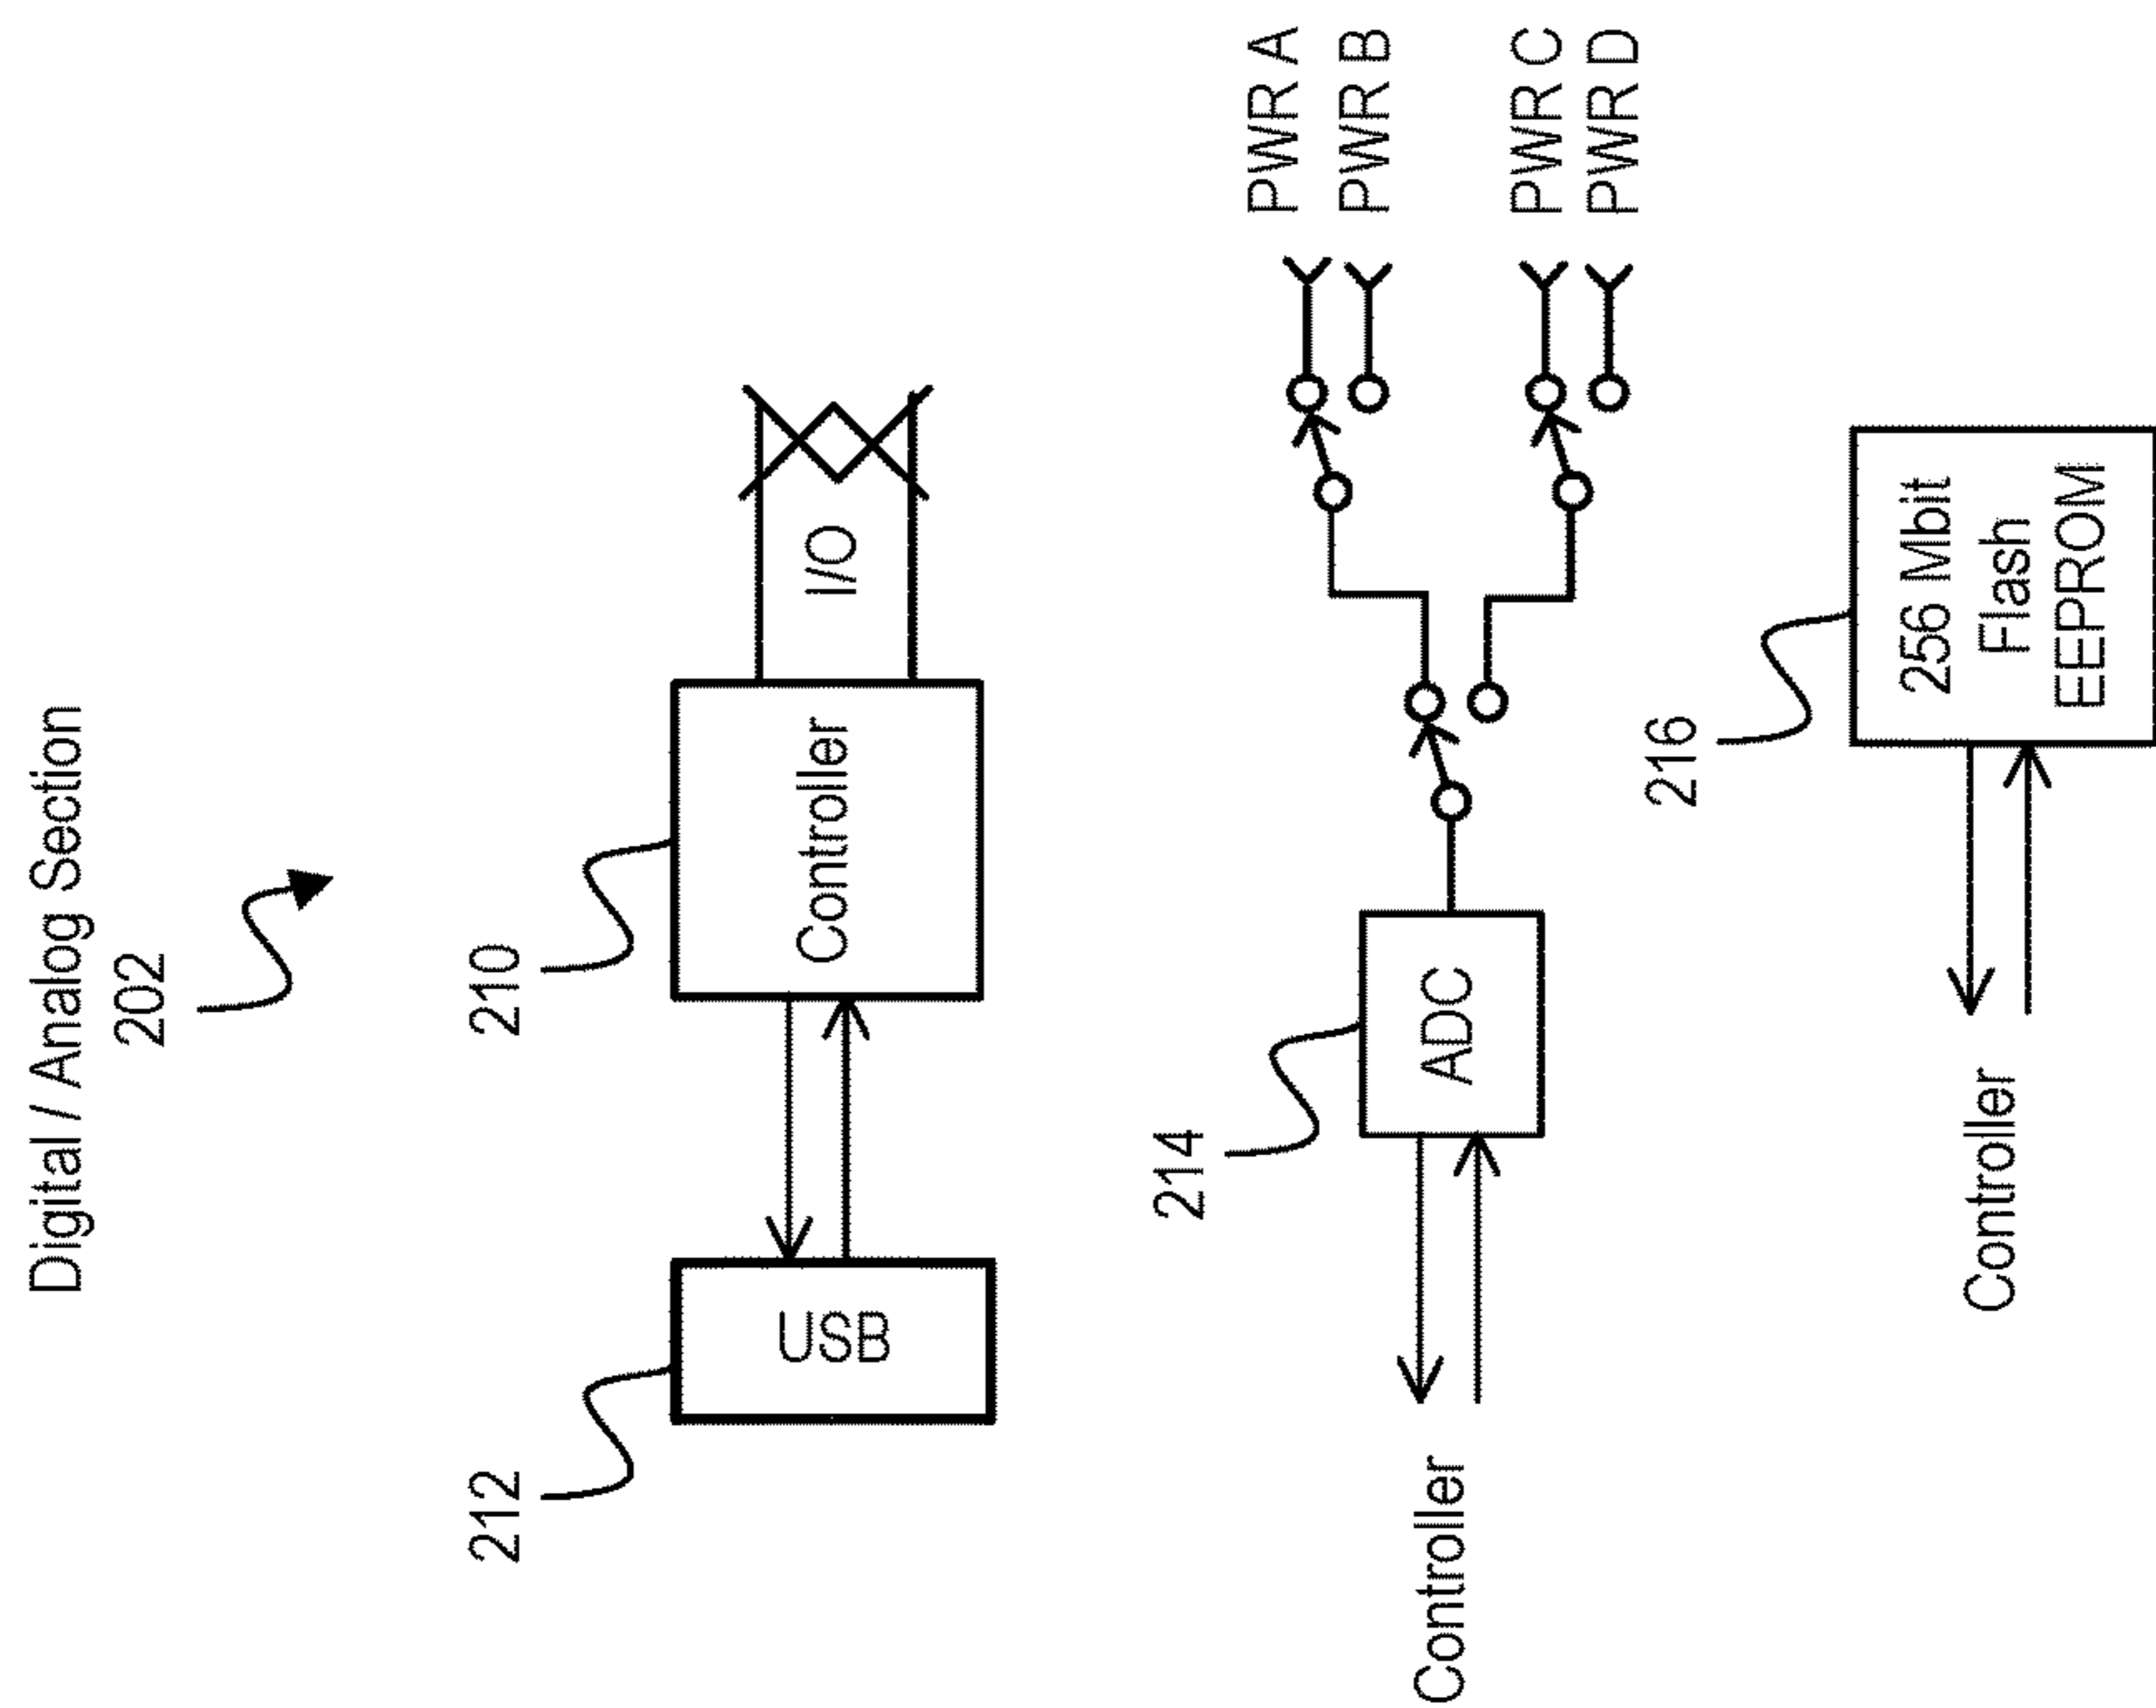 Digital / Analog Section
202
212
210
USB
Controller
I/O
214
Controller
ADC
PWR A
PWR B
PWR C
PWR D
216
Controller
256 Mbit
Flash
EEPROM